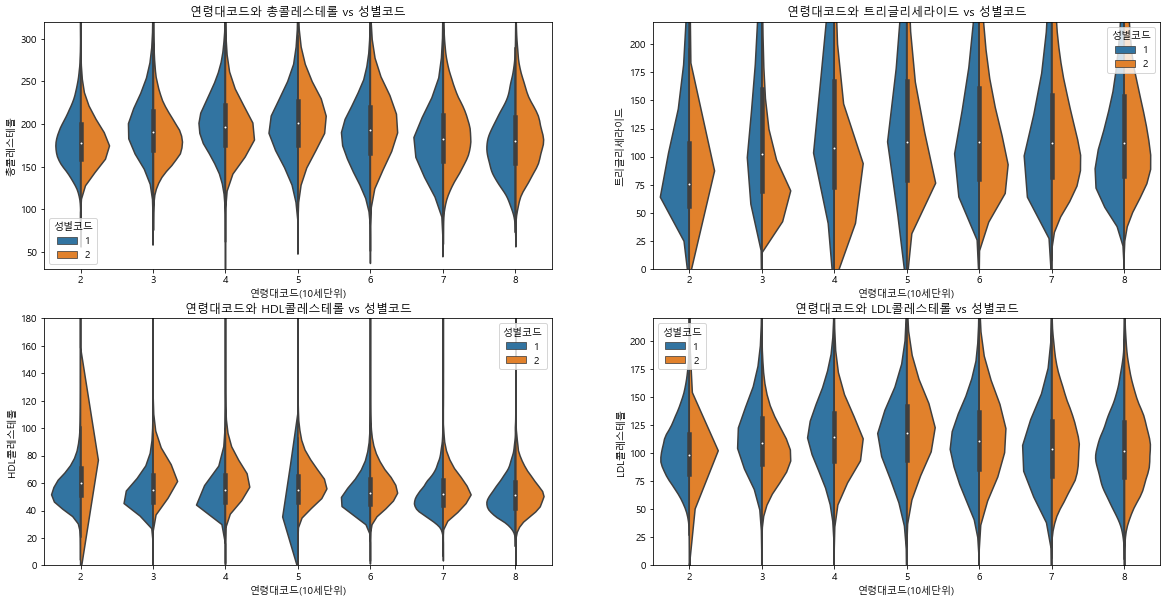 연령대코드와 총콜레스테롤 vs 성별코드
총콜레스테롤
300
250
200
150
100
50
성별코드
1
2
2 3 4 5 6 7 8
연령대코드(10세단위)
연령대코드와 트리글리세라이드 vs 성별코드
트리글리세라이드
200
175
150
125
100
75
50
25
0
성별코드
1
2
2 3 4 5 6 7 8
연령대코드(10세단위)
연령대코드와 HDL콜레스테롤 vs 성별코드
HDL콜레스테롤
180
160
140
120
100
80
60
40
20
0
성별코드
1
2
2 3 4 5 6 7 8
연령대코드(10세단위)
연령대코드와 LDL콜레스테롤 vs 성별코드
LDL콜레스테롤
200
175
150
125
100
75
50
25
0
성별코드
1
2
2 3 4 5 6 7 8
연령대코드(10세단위)